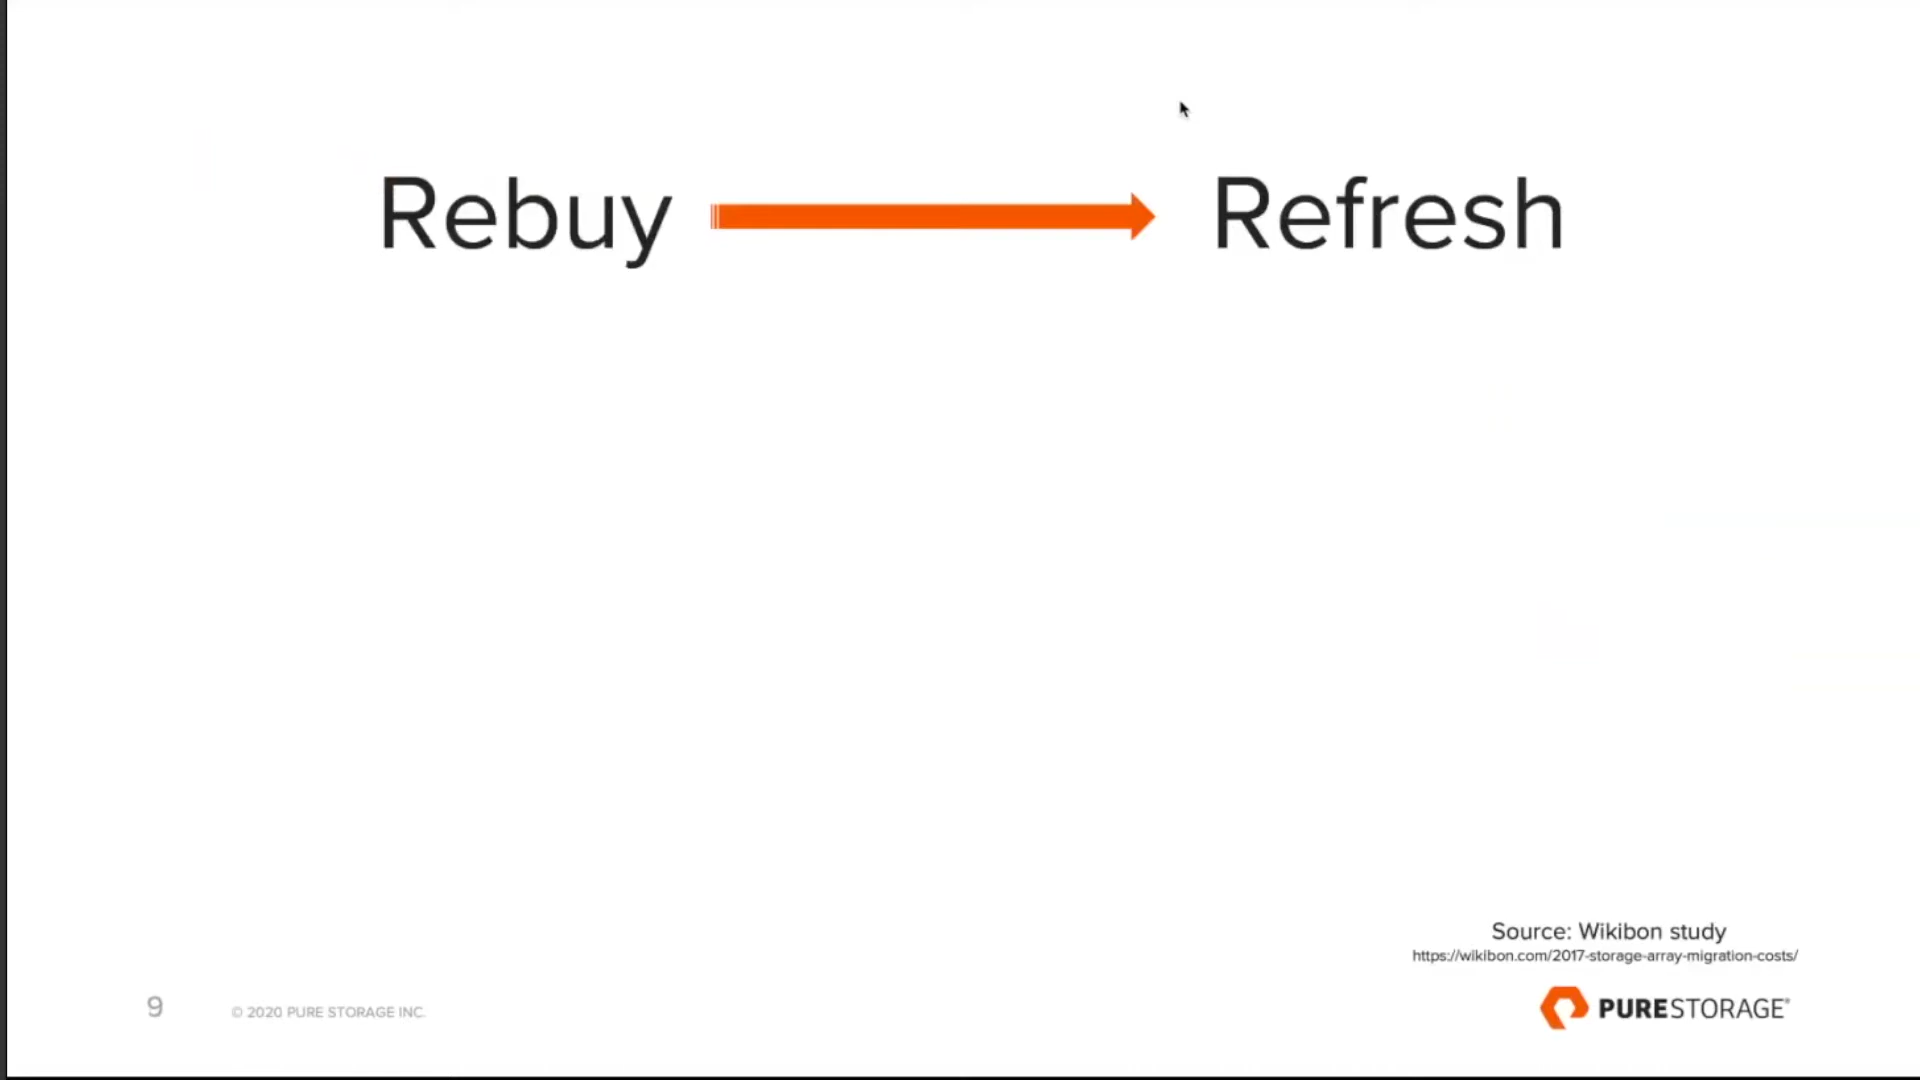 Rebuy Refresh
Source: Wikibon study
https://wikibon.com/2017-storage-array-migration-costs/
9 © 2020 PURE STORAGE INC.
PURESTORAGE®